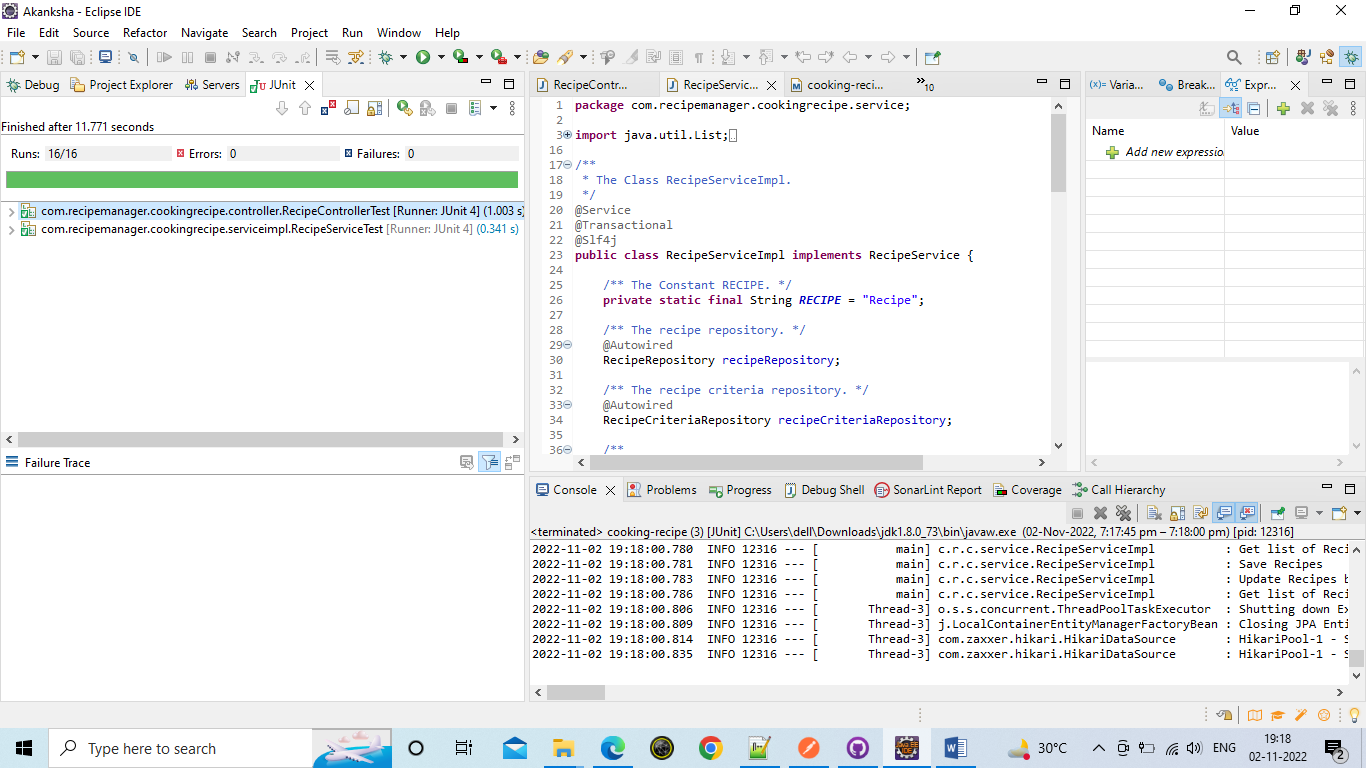 Akanksha - Eclipse IDE
File Edit Source Refactor Navigate Search Project Run Window Help
Debug Project Explorer Servers JUnit
Finished after 11.771 seconds
Runs: 16/16 Errors: 0 Failures: 0
com.recipemanager.cookingrecipe.controller.RecipeControllerTest [Runner: JUnit 4] (1.003 s)
com.recipemanager.cookingrecipe.serviceimpl.RecipeServiceTest [Runner: JUnit 4] (0.341 s)
Failure Trace
RecipeContr... RecipeServic... cooking-reci... »10
1 package com.recipemanager.cookingrecipe.service;
2
3 import java.util.List;
16
17 /**
18 * The Class RecipeServiceImpl.
19 */
20 @Service
21 @Transactional
22 @Slf4j
23 public class RecipeServiceImpl implements RecipeService {
24
25 /** The Constant RECIPE. */
26 private static final String RECIPE = "Recipe";
27
28 /** The recipe repository. */
29 @Autowired
30 RecipeRepository recipeRepository;
31
32 /** The recipe criteria repository. */
33 @Autowired
34 RecipeCriteriaRepository recipeCriteriaRepository;
35
36 /**
(x)= Varia... Break... Expr...
Name Value
Add new expressio
Console Problems Progress Debug Shell SonarLint Report Coverage Call Hierarchy
<terminated> cooking-recipe (3) [JUnit] C:\Users\dell\Downloads\jdk1.8.0_73\bin\javaw.exe (02-Nov-2022, 7:17:45 pm – 7:18:00 pm) [pid: 12316]
2022-11-02 19:18:00.780 INFO 12316 --- [ main] c.r.c.service.RecipeServiceImpl : Get list of Reci
2022-11-02 19:18:00.781 INFO 12316 --- [ main] c.r.c.service.RecipeServiceImpl : Save Recipes
2022-11-02 19:18:00.783 INFO 12316 --- [ main] c.r.c.service.RecipeServiceImpl : Update Recipes b
2022-11-02 19:18:00.786 INFO 12316 --- [ main] c.r.c.service.RecipeServiceImpl : Get list of Reci
2022-11-02 19:18:00.806 INFO 12316 --- [ Thread-3] o.s.s.concurrent.ThreadPoolTaskExecutor : Shutting down Ex
2022-11-02 19:18:00.809 INFO 12316 --- [ Thread-3] j.LocalContainerEntityManagerFactoryBean : Closing JPA Enti
2022-11-02 19:18:00.814 INFO 12316 --- [ Thread-3] com.zaxxer.hikari.HikariDataSource : HikariPool-1 - S
2022-11-02 19:18:00.835 INFO 12316 --- [ Thread-3] com.zaxxer.hikari.HikariDataSource : HikariPool-1 - S
Type here to search
30°C ENG 19:18
02-11-2022 2